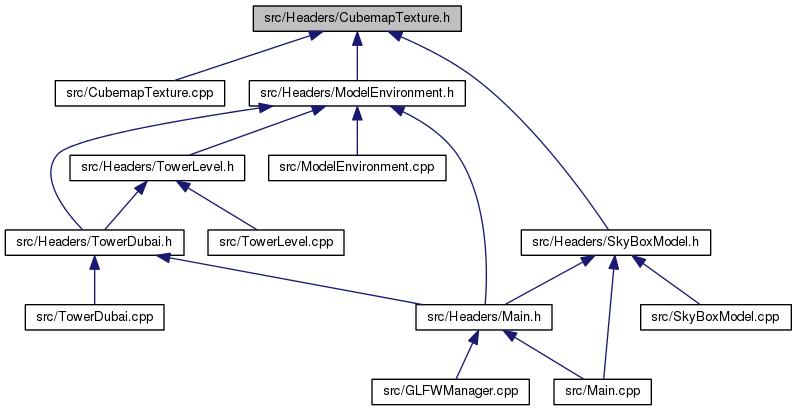 src/Headers/CubemapTexture.h
src/CubemapTexture.cpp
src/Headers/ModelEnvironment.h
src/Headers/TowerLevel.h
src/ModelEnvironment.cpp
src/Headers/TowerDubai.h
src/TowerLevel.cpp
src/Headers/SkyBoxModel.h
src/TowerDubai.cpp
src/Headers/Main.h
src/SkyBoxModel.cpp
src/GLFWManager.cpp
src/Main.cpp